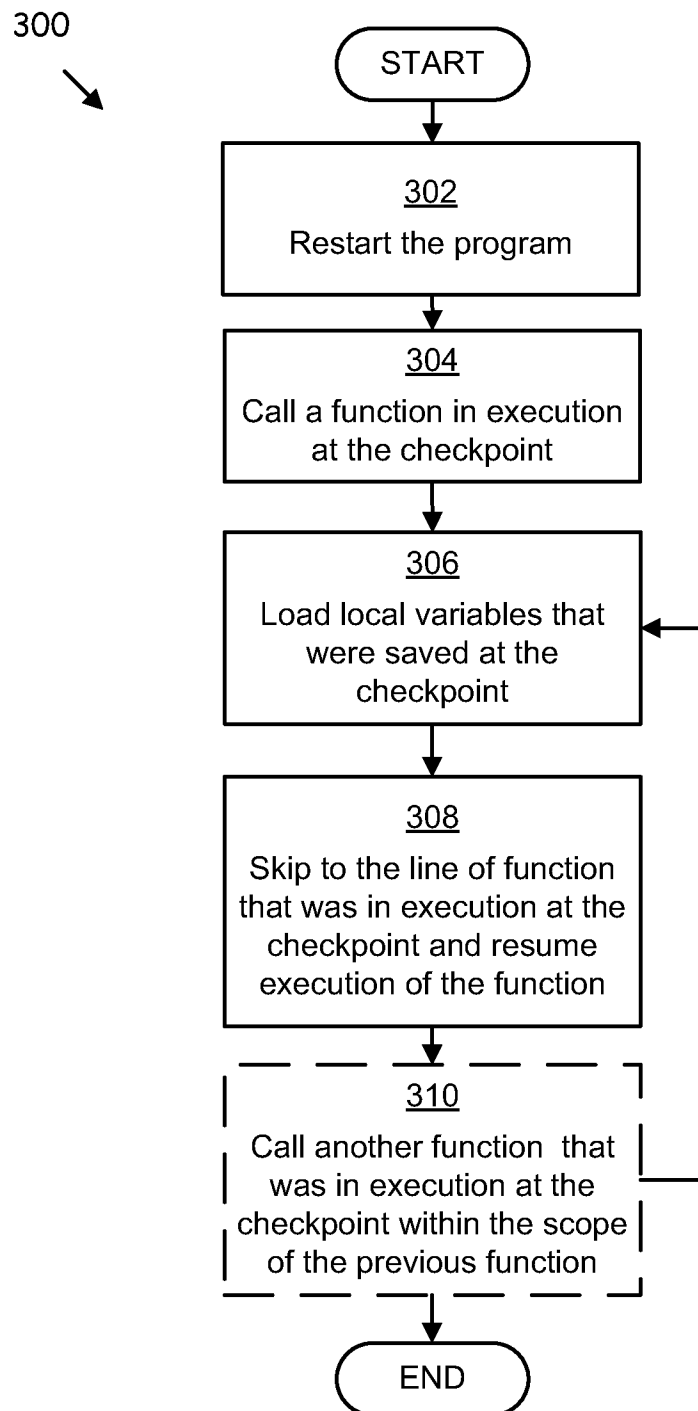 300
START
302
Restart the program
304
Call a function in execution
at the checkpoint
306
Load local variables that
were saved at the
checkpoint
308
Skip to the line of function
that was in execution at the
checkpoint and resume
execution of the function
310
Call another function  that
was in execution at the
checkpoint within the scope
of the previous function
END